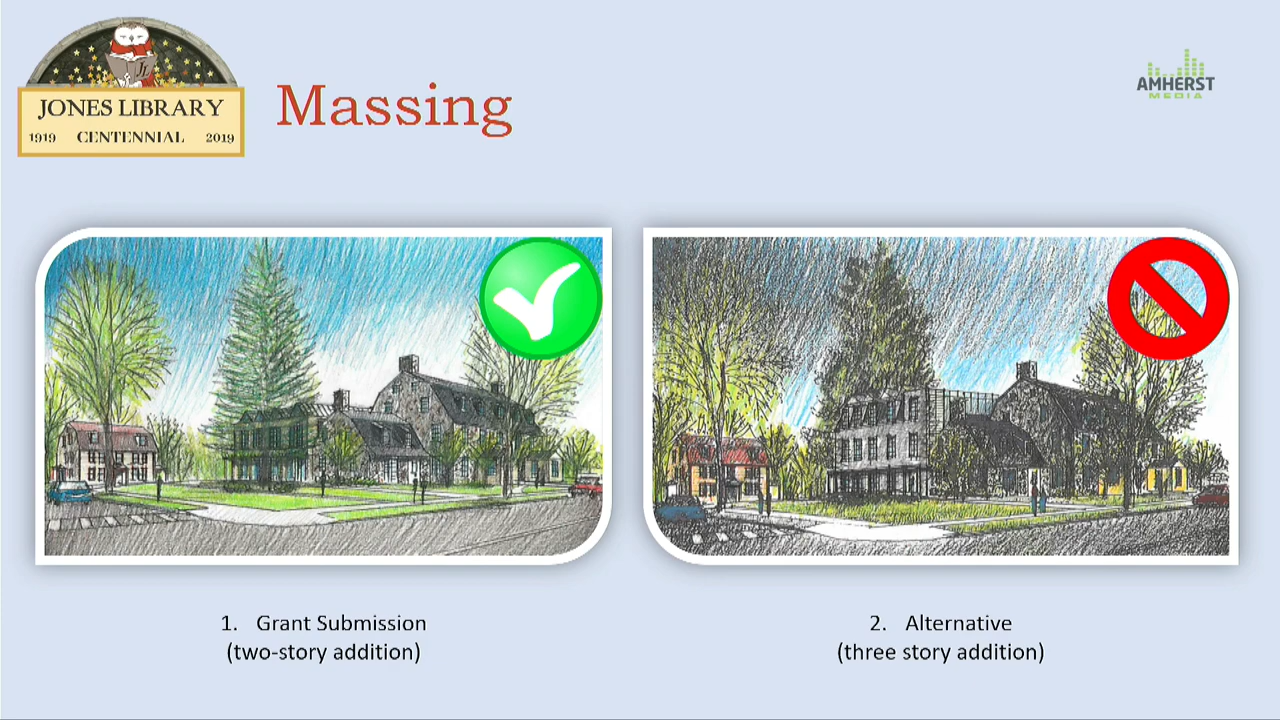 JONES LIBRARY
1919 CENTENNIAL 2019
Massing
AMHERST
MEDIA
1. Grant Submission
(two-story addition)
2. Alternative
(three story addition)